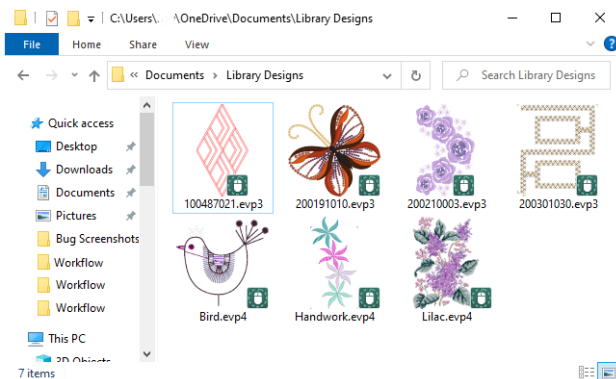 C:\Users\. \OneDrive\Documents\Library Designs
File Home Share View
Documents Library Designs
Search Library Designs
Quick access
Desktop
Downloads
Documents
Pictures
Bug Screenshots
Workflow
Workflow
Workflow
This PC
3D Objects
100487021.evp3
200191010.evp3
200210003.evp3
200301030.evp3
Bird.evp4
Handwork.evp4
Lilac.evp4
7 items